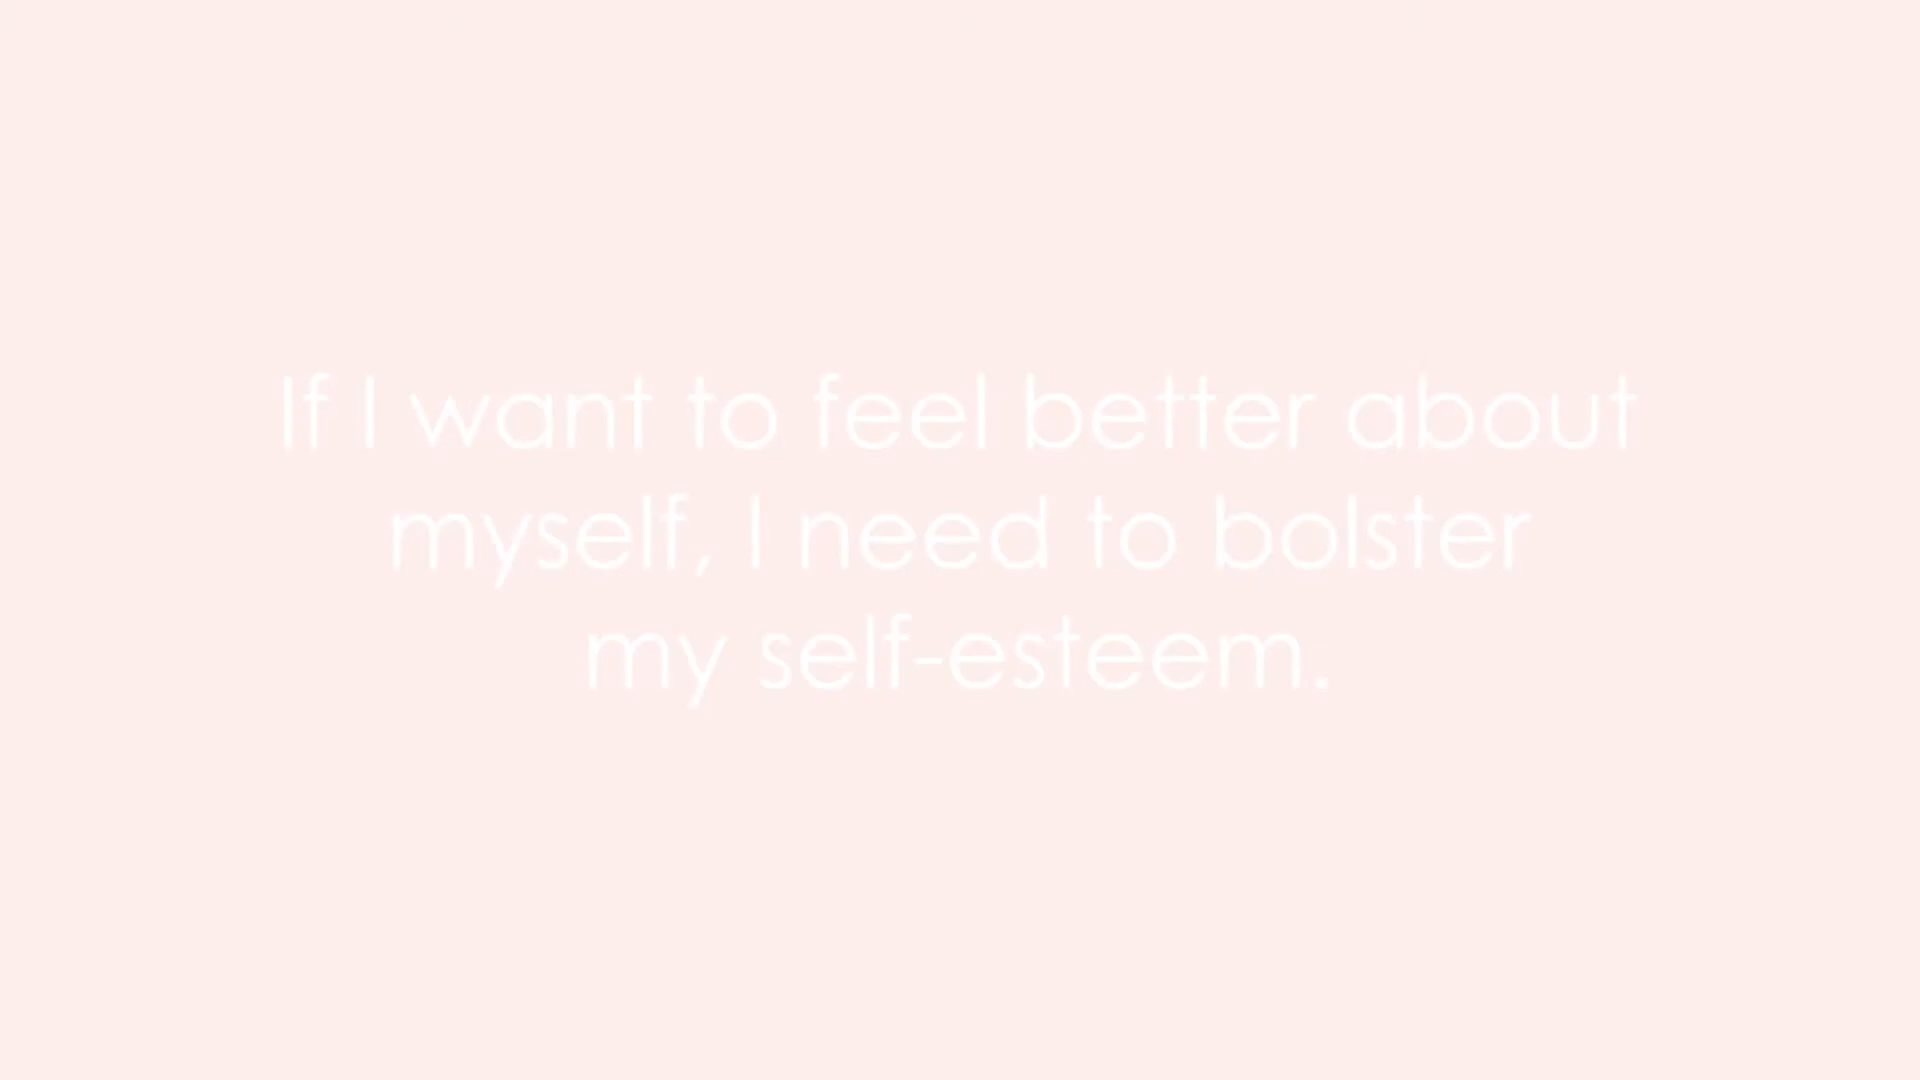 If I want to feel better about
myself, I need to bolster
my self-esteem.